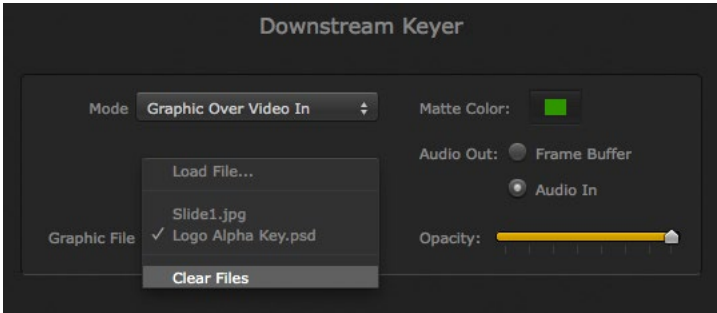 Downstream Keyer
Mode Graphic Over Video In
Matte Color:
Audio Out: Frame Buffer
Audio In
Load File...
Slide1.jpg
Graphic File ✓ Logo Alpha Key.psd
Opacity:
Clear Files